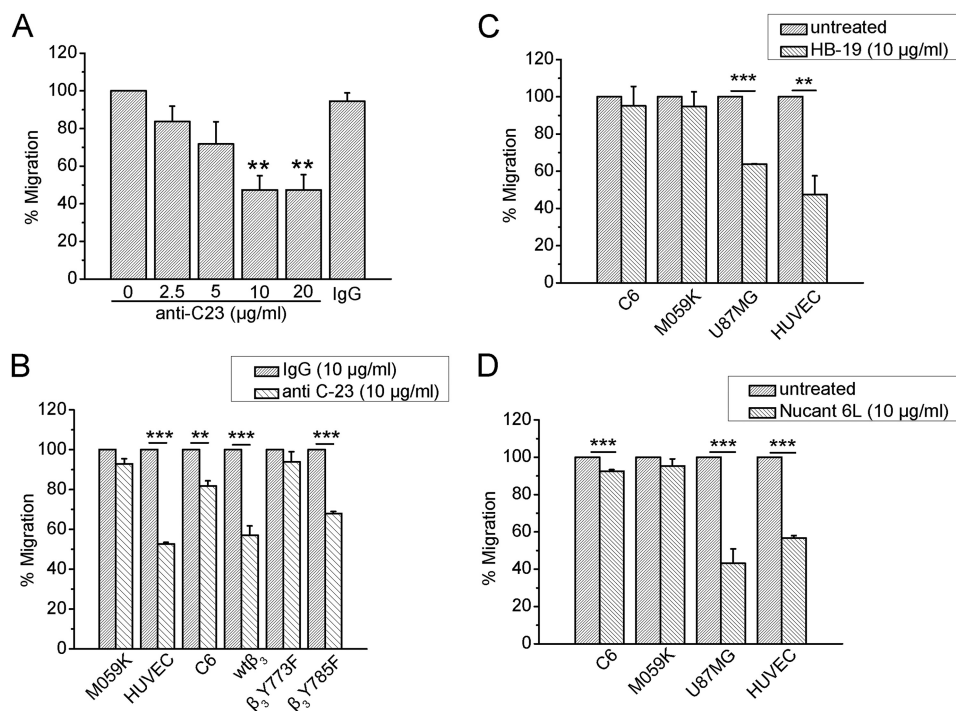 A
120
100
80
60
40
20
0
% Migration
0 2.5 5 10 20 IgG
anti-C23 (µg/ml)
** **
B
IgG (10 µg/ml)
anti C-23 (10 µg/ml)
120
100
80
60
40
20
0
% Migration
*** ** *** ***
M059K HUVEC C6 wtβ₃ β₃Y773F β₃Y785F
C
untreated
HB-19 (10 µg/ml)
120
100
80
60
40
20
0
% Migration
*** **
C6 M059K U87MG HUVEC
D
untreated
Nucant 6L (10 µg/ml)
120
100
80
60
40
20
0
% Migration
*** *** ***
C6 M059K U87MG HUVEC